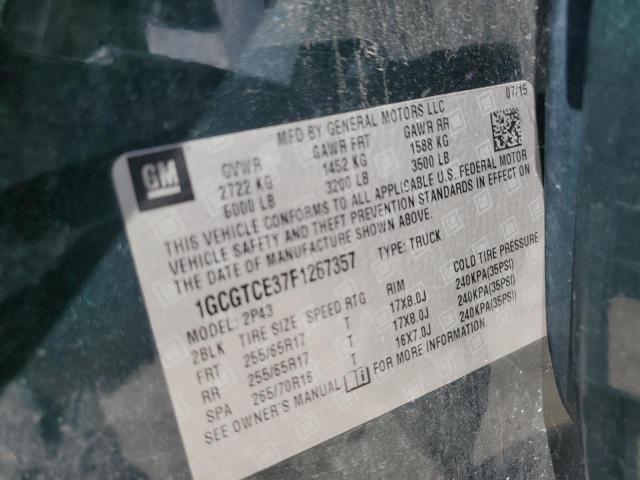 07/15
MFD BY GENERAL MOTORS LLC
GM
GVWR GAWR FRT GAWR RR
2722 KG 1452 KG 1588 KG
6000 LB 3200 LB 3500 LB
THIS VEHICLE CONFORMS TO ALL APPLICABLE U.S. FEDERAL MOTOR
VEHICLE SAFETY AND THEFT PREVENTION STANDARDS IN EFFECT ON
THE DATE OF MANUFACTURE SHOWN ABOVE.
1GCGTCE37F1267357 TYPE: TRUCK
MODEL: 2P43
2BLK TIRE SIZE SPEED RTG RIM COLD TIRE PRESSURE
FRT 255/65R17 T 17X8.0J 240KPA(35PSI)
RR 255/65R17 T 17X8.0J 240KPA(35PSI)
SPA 265/70R16 T 16X7.0J 240KPA(35PSI)
SEE OWNER'S MANUAL FOR MORE INFORMATION.